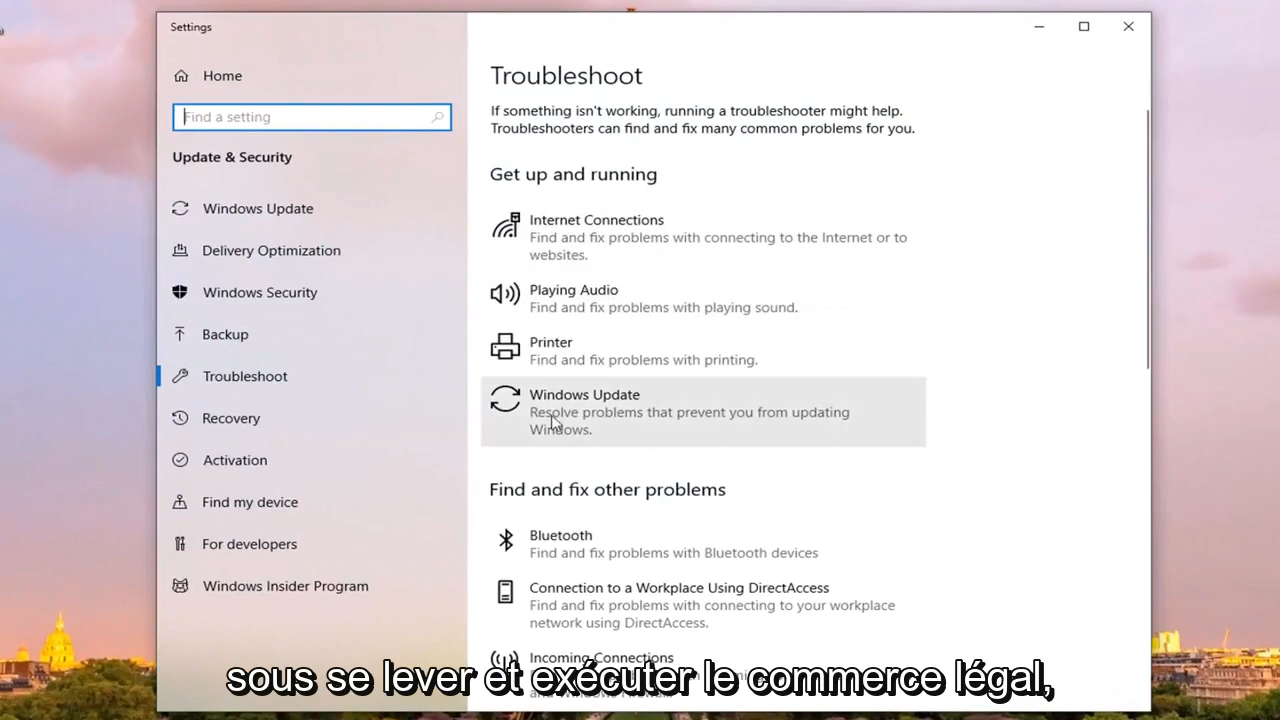 Settings
Home
Find a setting
Update & Security
Windows Update
Delivery Optimization
Windows Security
Backup
Troubleshoot
Recovery
Activation
Find my device
For developers
Windows Insider Program
Troubleshoot
If something isn't working, running a troubleshooter might help.
Troubleshooters can find and fix many common problems for you.
Get up and running
Internet Connections
Find and fix problems with connecting to the Internet or to
websites.
Playing Audio
Find and fix problems with playing sound.
Printer
Find and fix problems with printing.
Windows Update
Resolve problems that prevent you from updating
Windows.
Find and fix other problems
Bluetooth
Find and fix problems with Bluetooth devices
Connection to a Workplace Using DirectAccess
Find and fix problems with connecting to your workplace
network using DirectAccess.
Incoming Connections
sous se lever et exécuter le commerce légal,